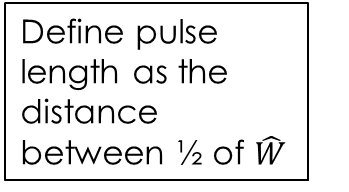 Define pulse
length as the
distance
between ½ of Ŵ